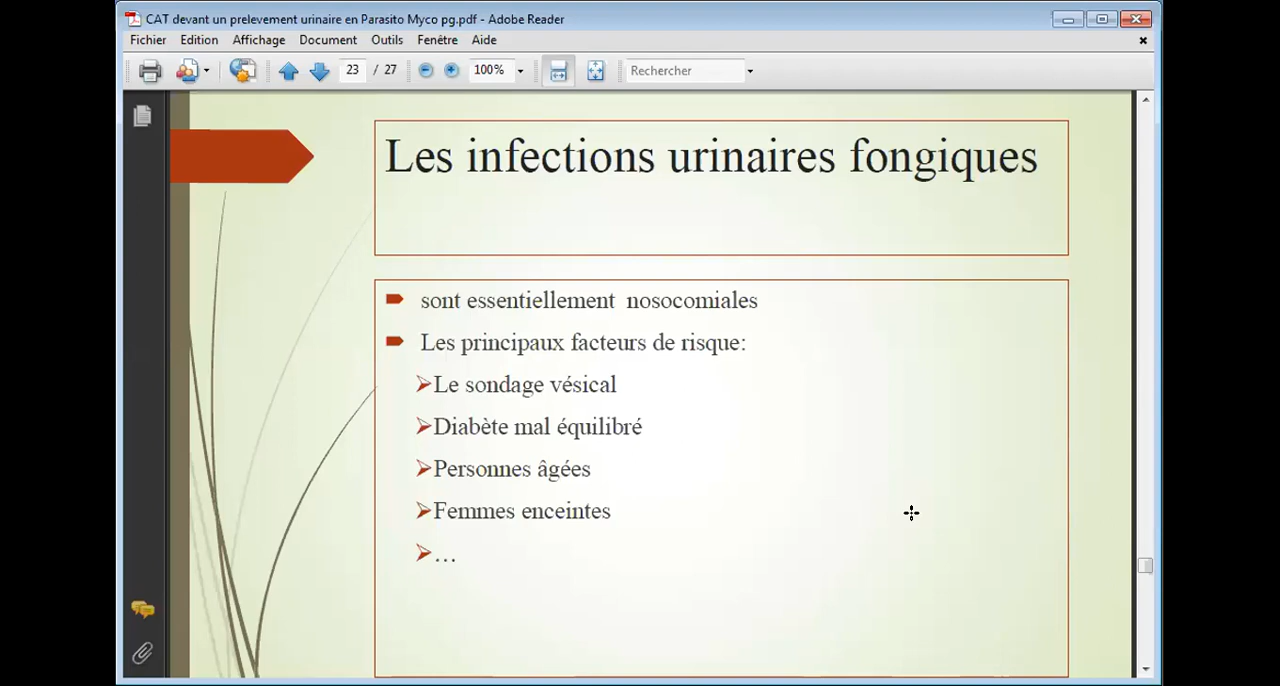 CAT devant un prelevement urinaire en Parasito Myco pg.pdf - Adobe Reader
Fichier Edition Affichage Document Outils Fenêtre Aide
23 / 27 100% Rechercher
Les infections urinaires fongiques
sont essentiellement nosocomiales
Les principaux facteurs de risque:
Le sondage vésical
Diabète mal équilibré
Personnes âgées
Femmes enceintes
…